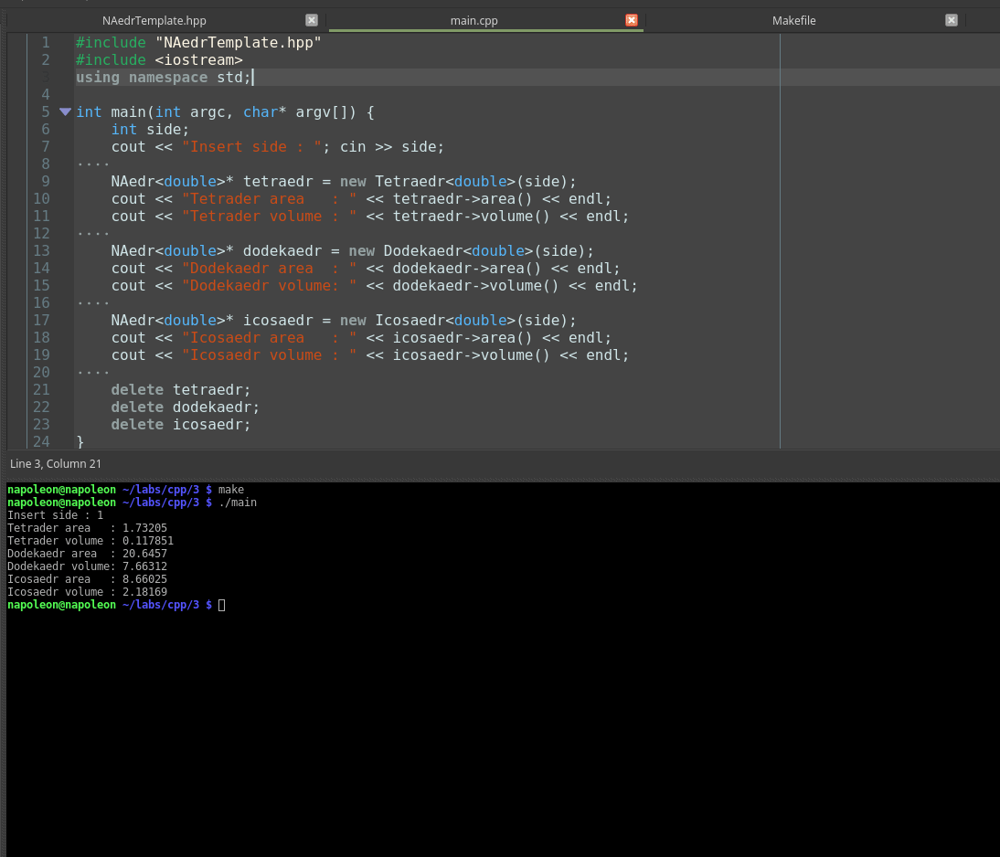 NAedrTemplate.hpp main.cpp Makefile
1 #include "NAedrTemplate.hpp"
2 #include <iostream>
3 using namespace std;
4
5 int main(int argc, char* argv[]) {
6     int side;
7     cout << "Insert side : "; cin >> side;
8 ····
9     NAedr<double>* tetraedr = new Tetraedr<double>(side);
10     cout << "Tetrader area   : " << tetraedr->area() << endl;
11     cout << "Tetrader volume : " << tetraedr->volume() << endl;
12 ····
13     NAedr<double>* dodekaedr = new Dodekaedr<double>(side);
14     cout << "Dodekaedr area  : " << dodekaedr->area() << endl;
15     cout << "Dodekaedr volume: " << dodekaedr->volume() << endl;
16 ····
17     NAedr<double>* icosaedr = new Icosaedr<double>(side);
18     cout << "Icosaedr area   : " << icosaedr->area() << endl;
19     cout << "Icosaedr volume : " << icosaedr->volume() << endl;
20 ····
21     delete tetraedr;
22     delete dodekaedr;
23     delete icosaedr;
24 }
Line 3, Column 21
napoleon@napoleon ~/labs/cpp/3 $ make
napoleon@napoleon ~/labs/cpp/3 $ ./main
Insert side : 1
Tetrader area   : 1.73205
Tetrader volume : 0.117851
Dodekaedr area  : 20.6457
Dodekaedr volume: 7.66312
Icosaedr area   : 8.66025
Icosaedr volume : 2.18169
napoleon@napoleon ~/labs/cpp/3 $